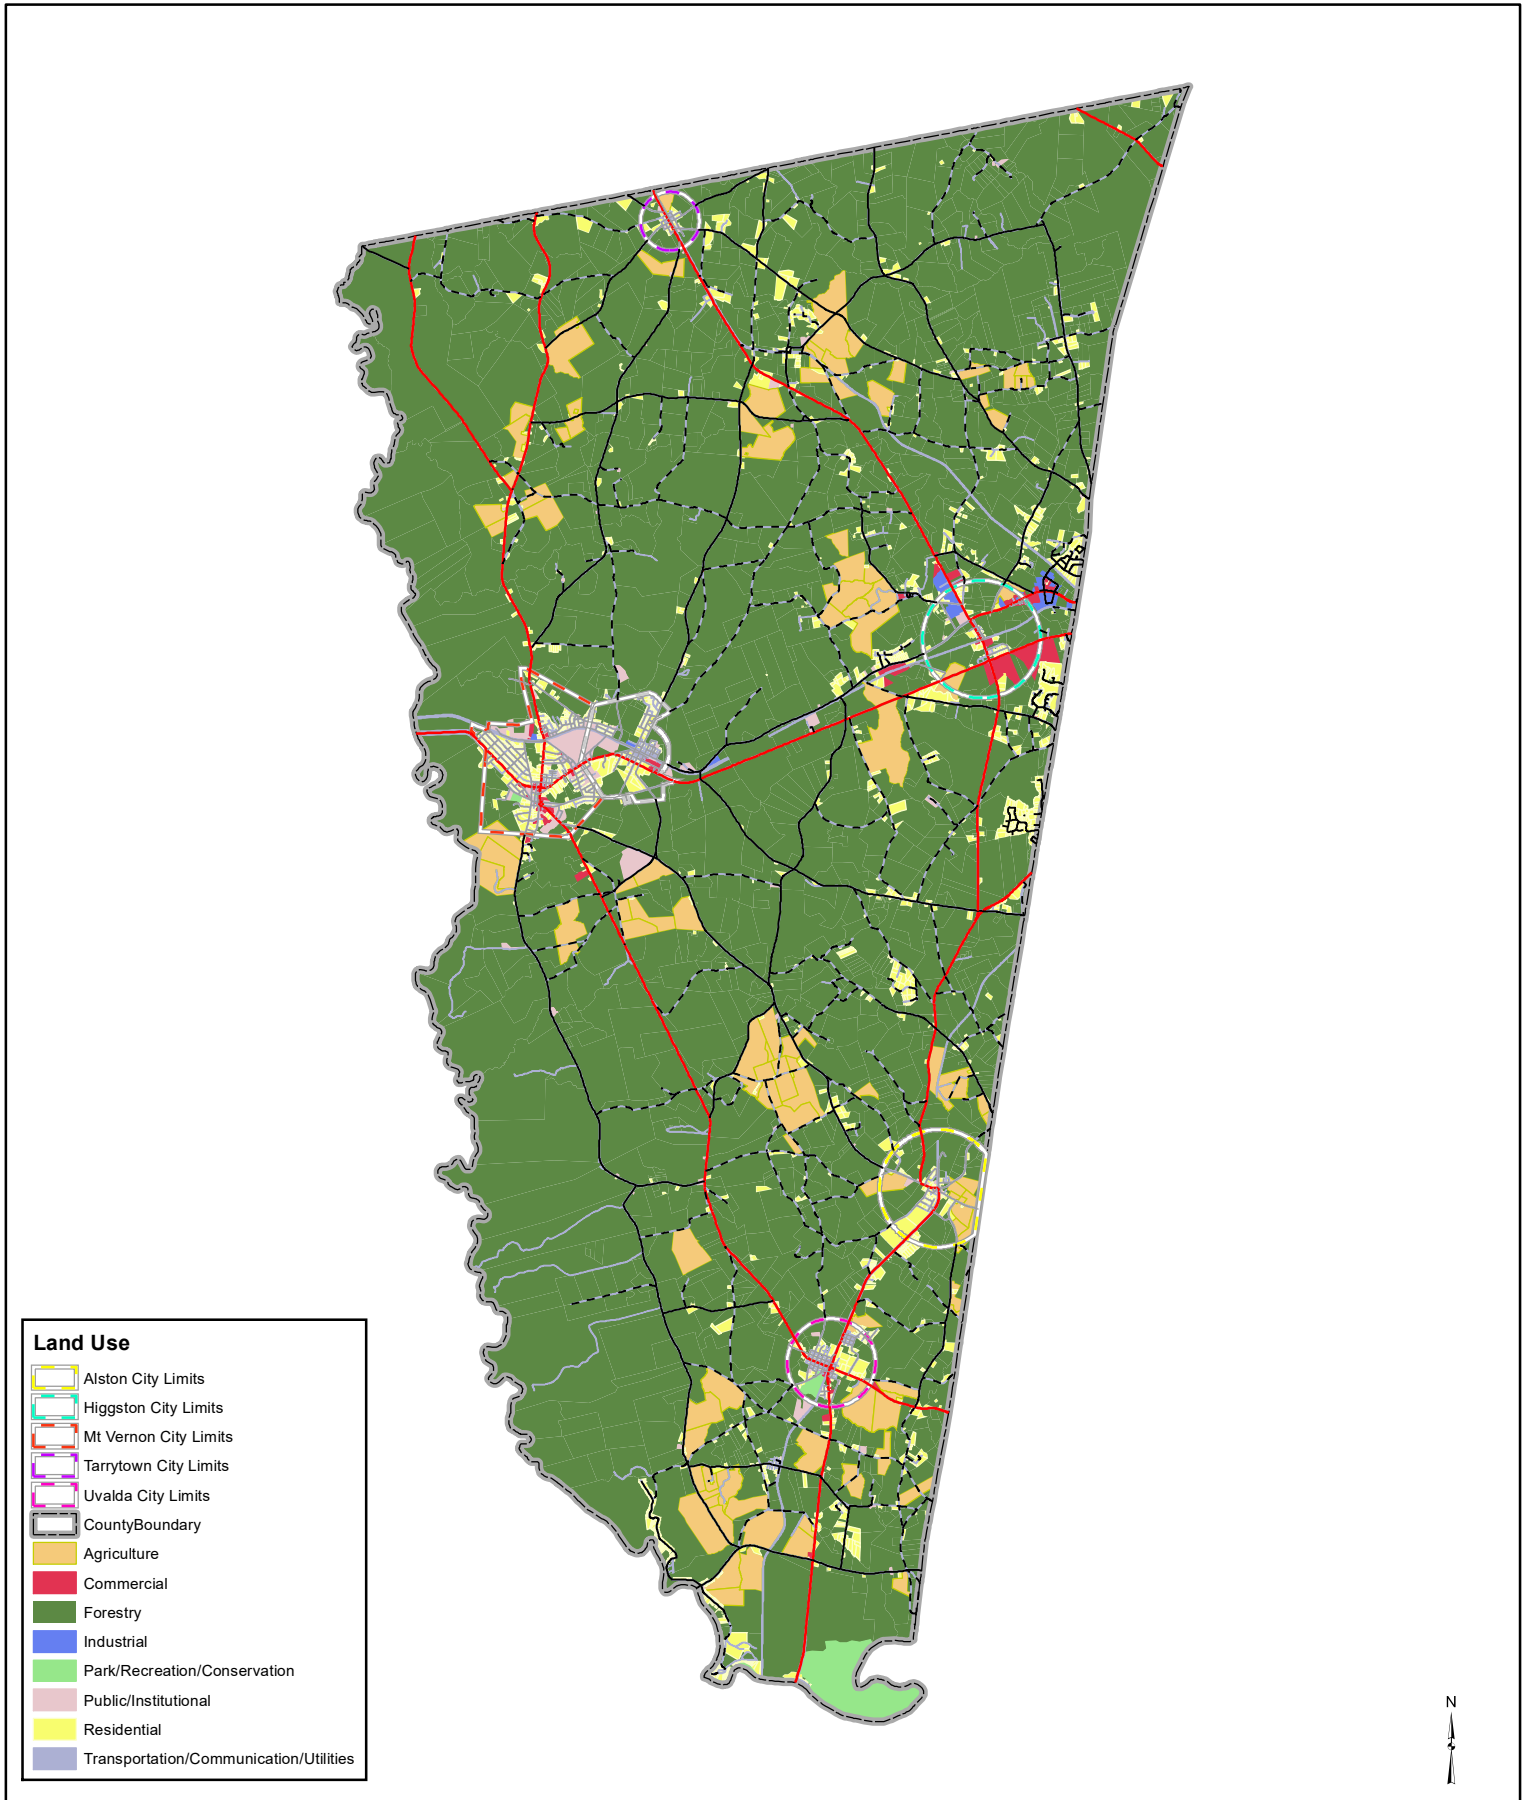 Land Use
Alston City Limits
Higgston City Limits
Mt Vernon City Limits
Tarrytown City Limits
Uvalda City Limits
CountyBoundary
Agriculture
Commercial
Forestry
Industrial
Park/Recreation/Conservation
Public/Institutional
Residential
Transportation/Communication/Utilities
N